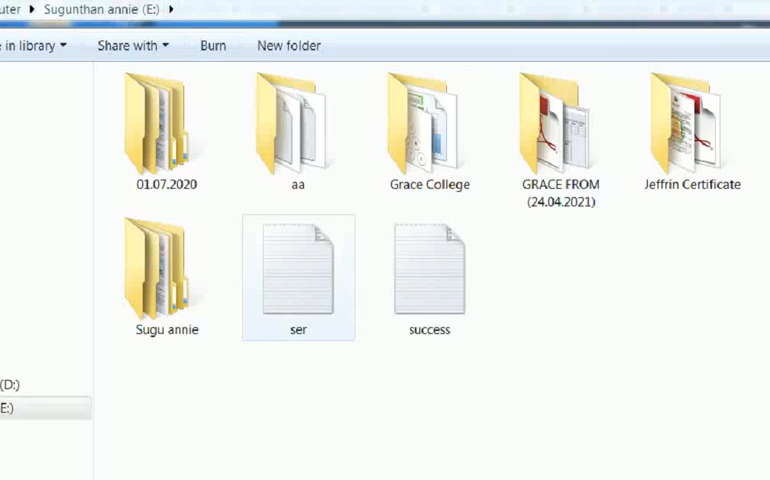 uter ▸ Sugunthan annie (E:) ▸
e in library ▾ Share with ▾ Burn New folder
01.07.2020 aa Grace College GRACE FROM Jeffrin Certificate
(24.04.2021)
Sugu annie ser success
(D:)
E:)